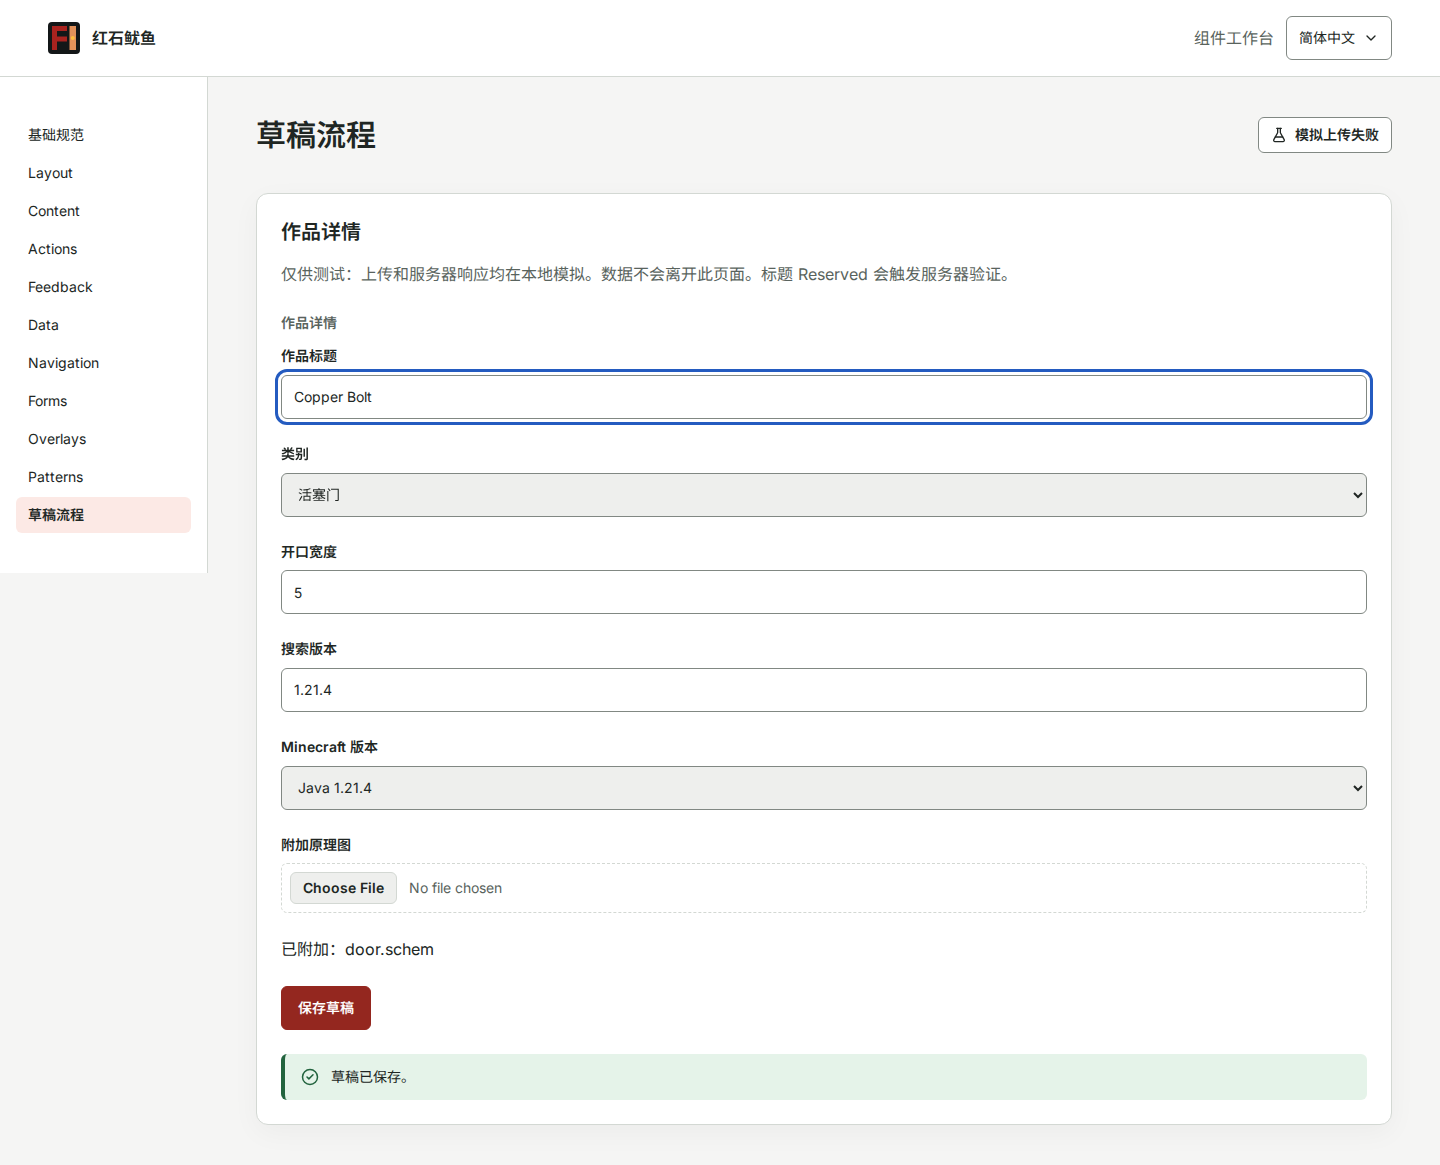 FI
红石鱿鱼
组件工作台
简体中文
基础规范
Layout
Content
Actions
Feedback
Data
Navigation
Forms
Overlays
Patterns
草稿流程
草稿流程
模拟上传失败
作品详情
仅供测试：上传和服务器响应均在本地模拟。数据不会离开此页面。标题 Reserved 会触发服务器验证。
作品详情
作品标题
Copper Bolt
类别
活塞门
开口宽度
5
搜索版本
1.21.4
Minecraft 版本
Java 1.21.4
附加原理图
Choose File No file chosen
已附加：door.schem
保存草稿
草稿已保存。